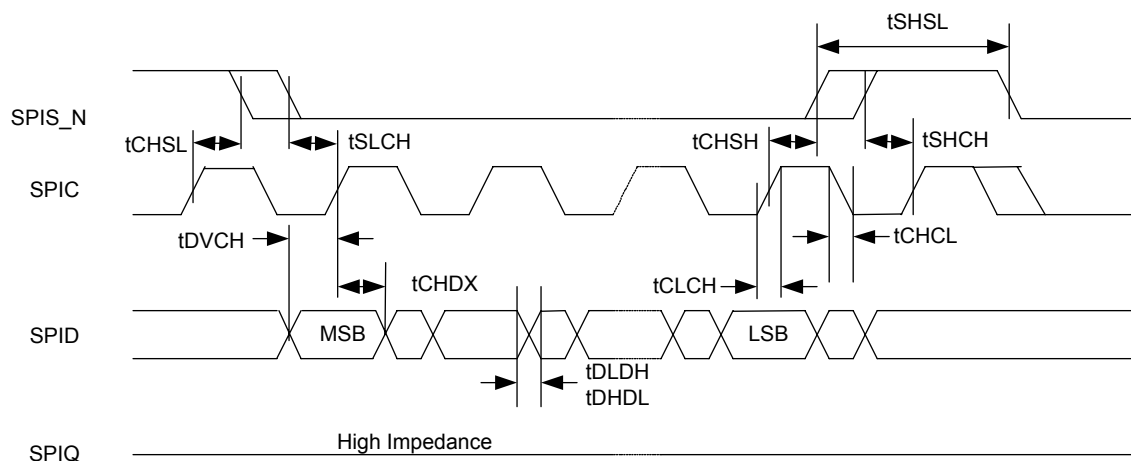 tSHSL
SPIS_N
tCHSL
tSLCH
tCHSH
tSHCH
SPIC
tDVCH
tCHCL
tCHDX
tCLCH
SPID
MSB
LSB
tDLDH
tDHDL
High Impedance
SPIQ